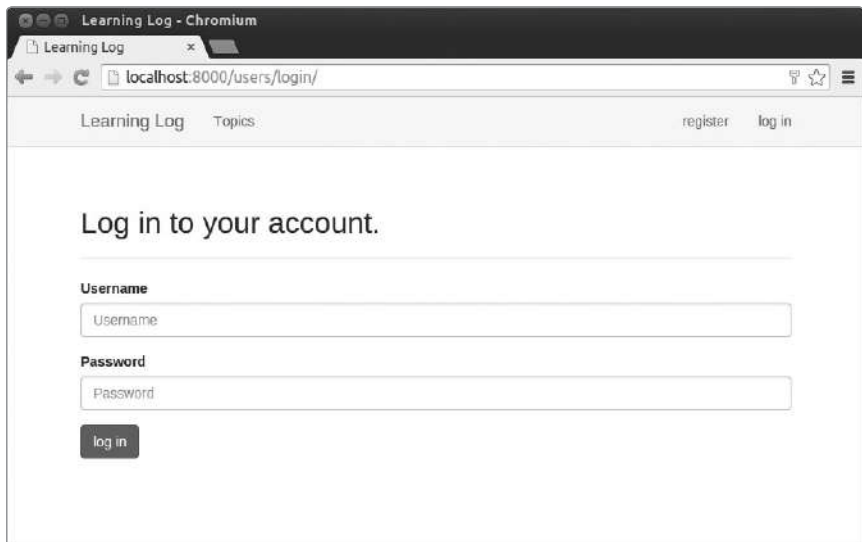 Learning Log - Chromium
Learning Log
localhost:8000/users/login/
Learning Log Topics register log in
Log in to your account.
Username
Username
Password
Password
log in